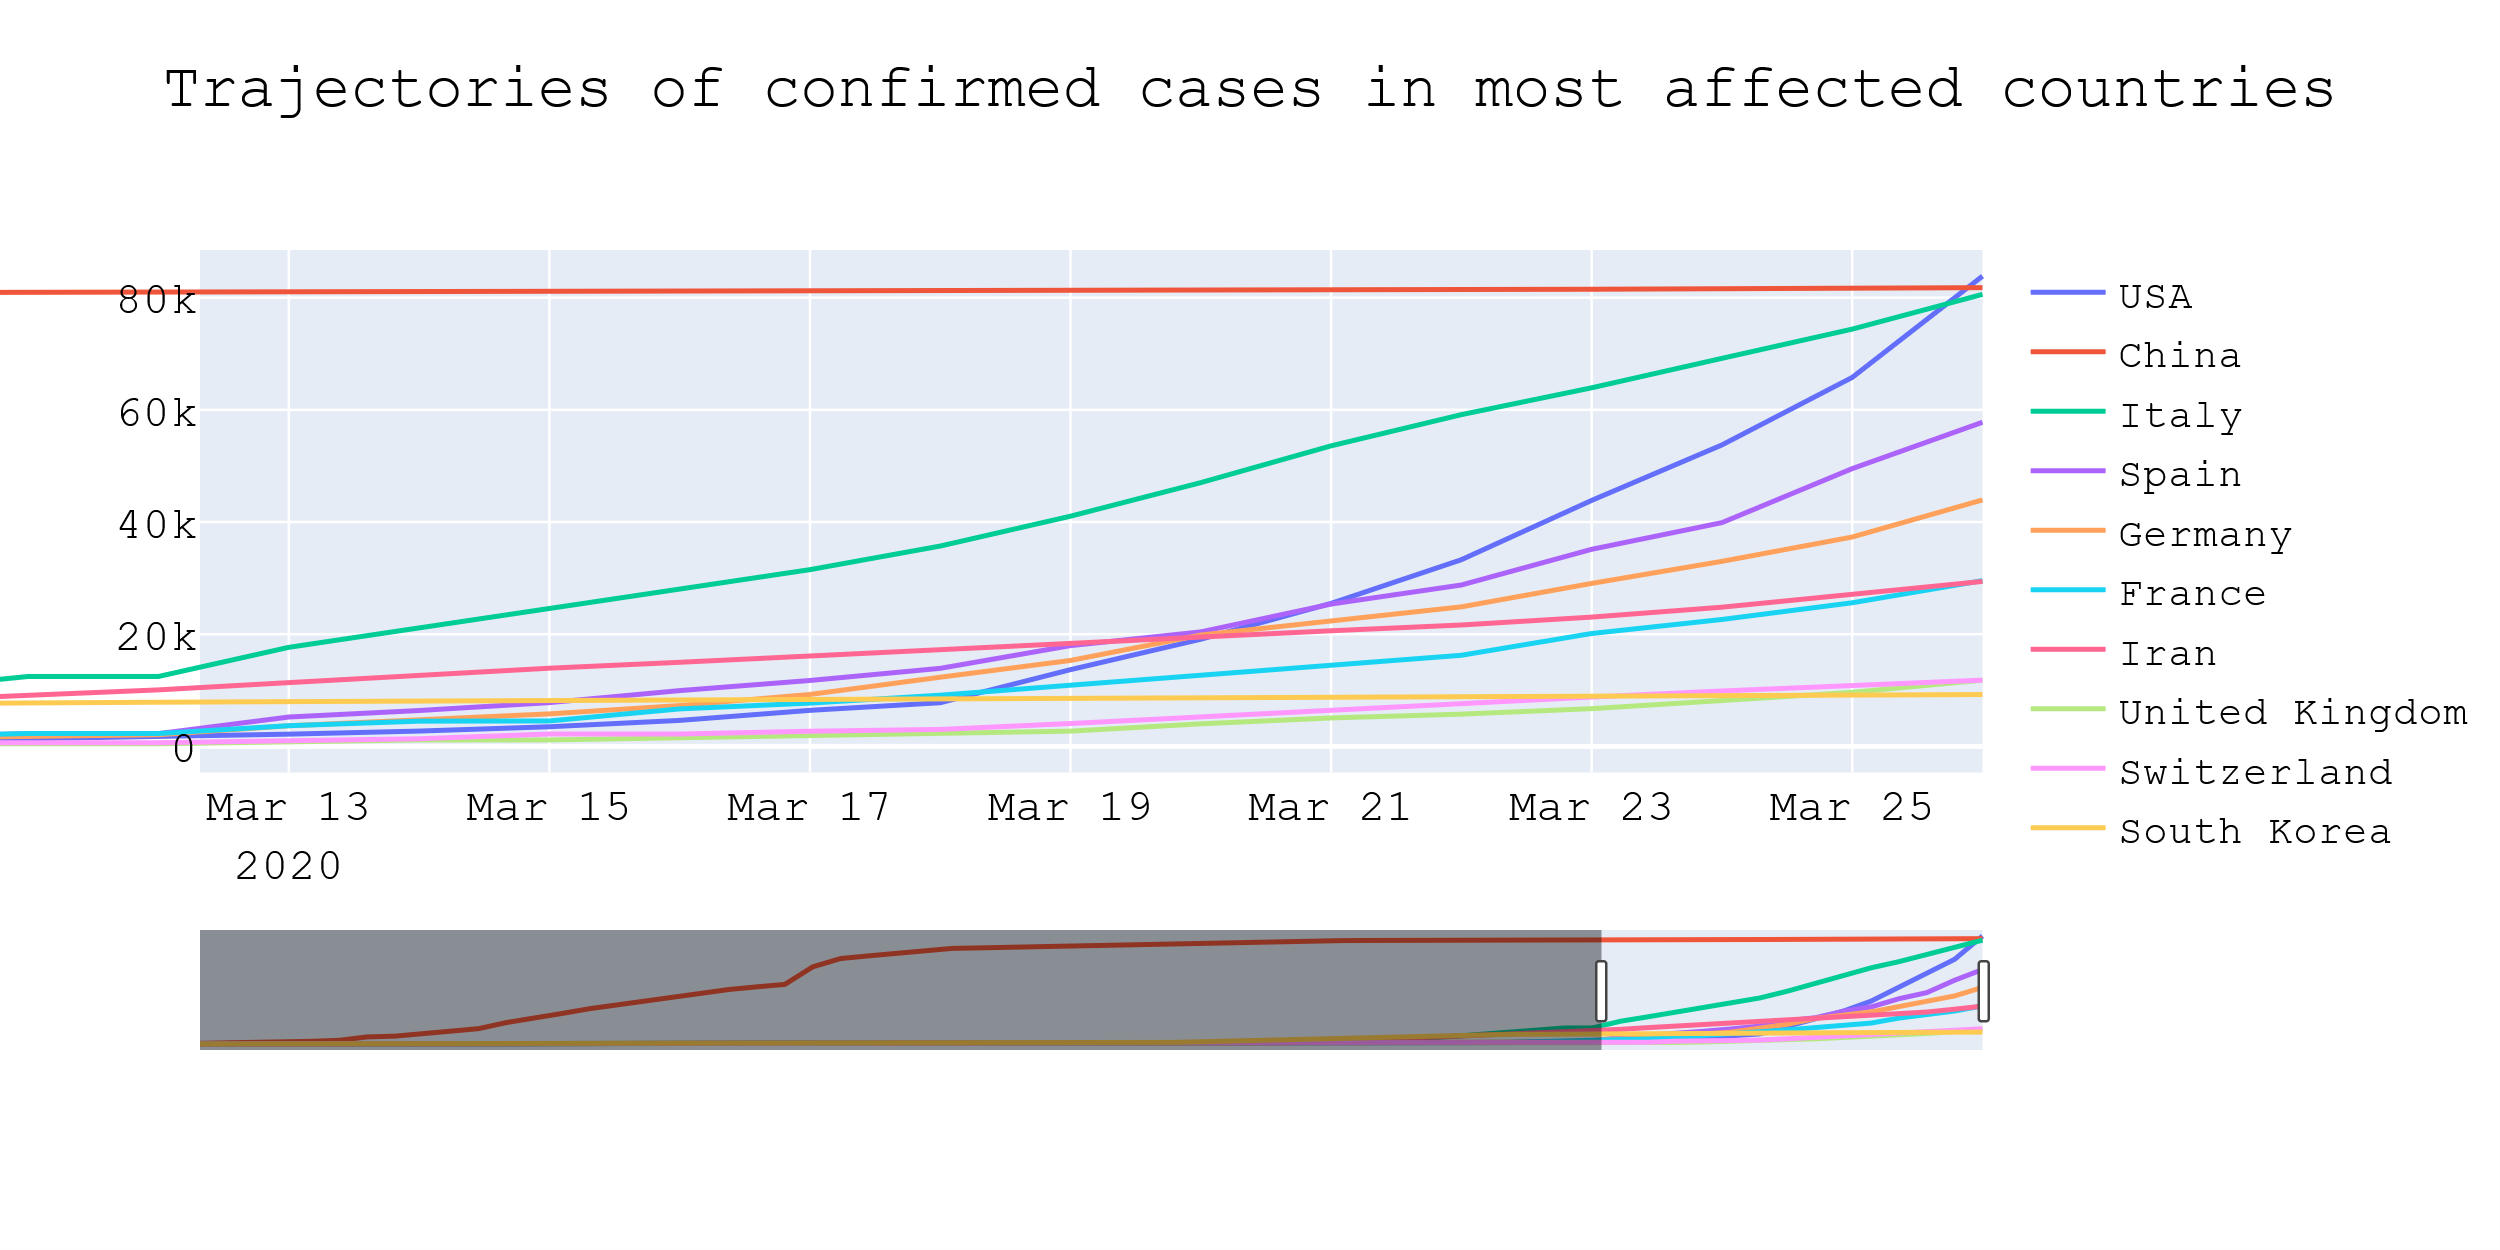 Trajectories of confirmed cases in most affected countries
80k
60k
40k
20k
0
Mar 13 Mar 15 Mar 17 Mar 19 Mar 21 Mar 23 Mar 25
2020
USA
China
Italy
Spain
Germany
France
Iran
United Kingdom
Switzerland
South Korea